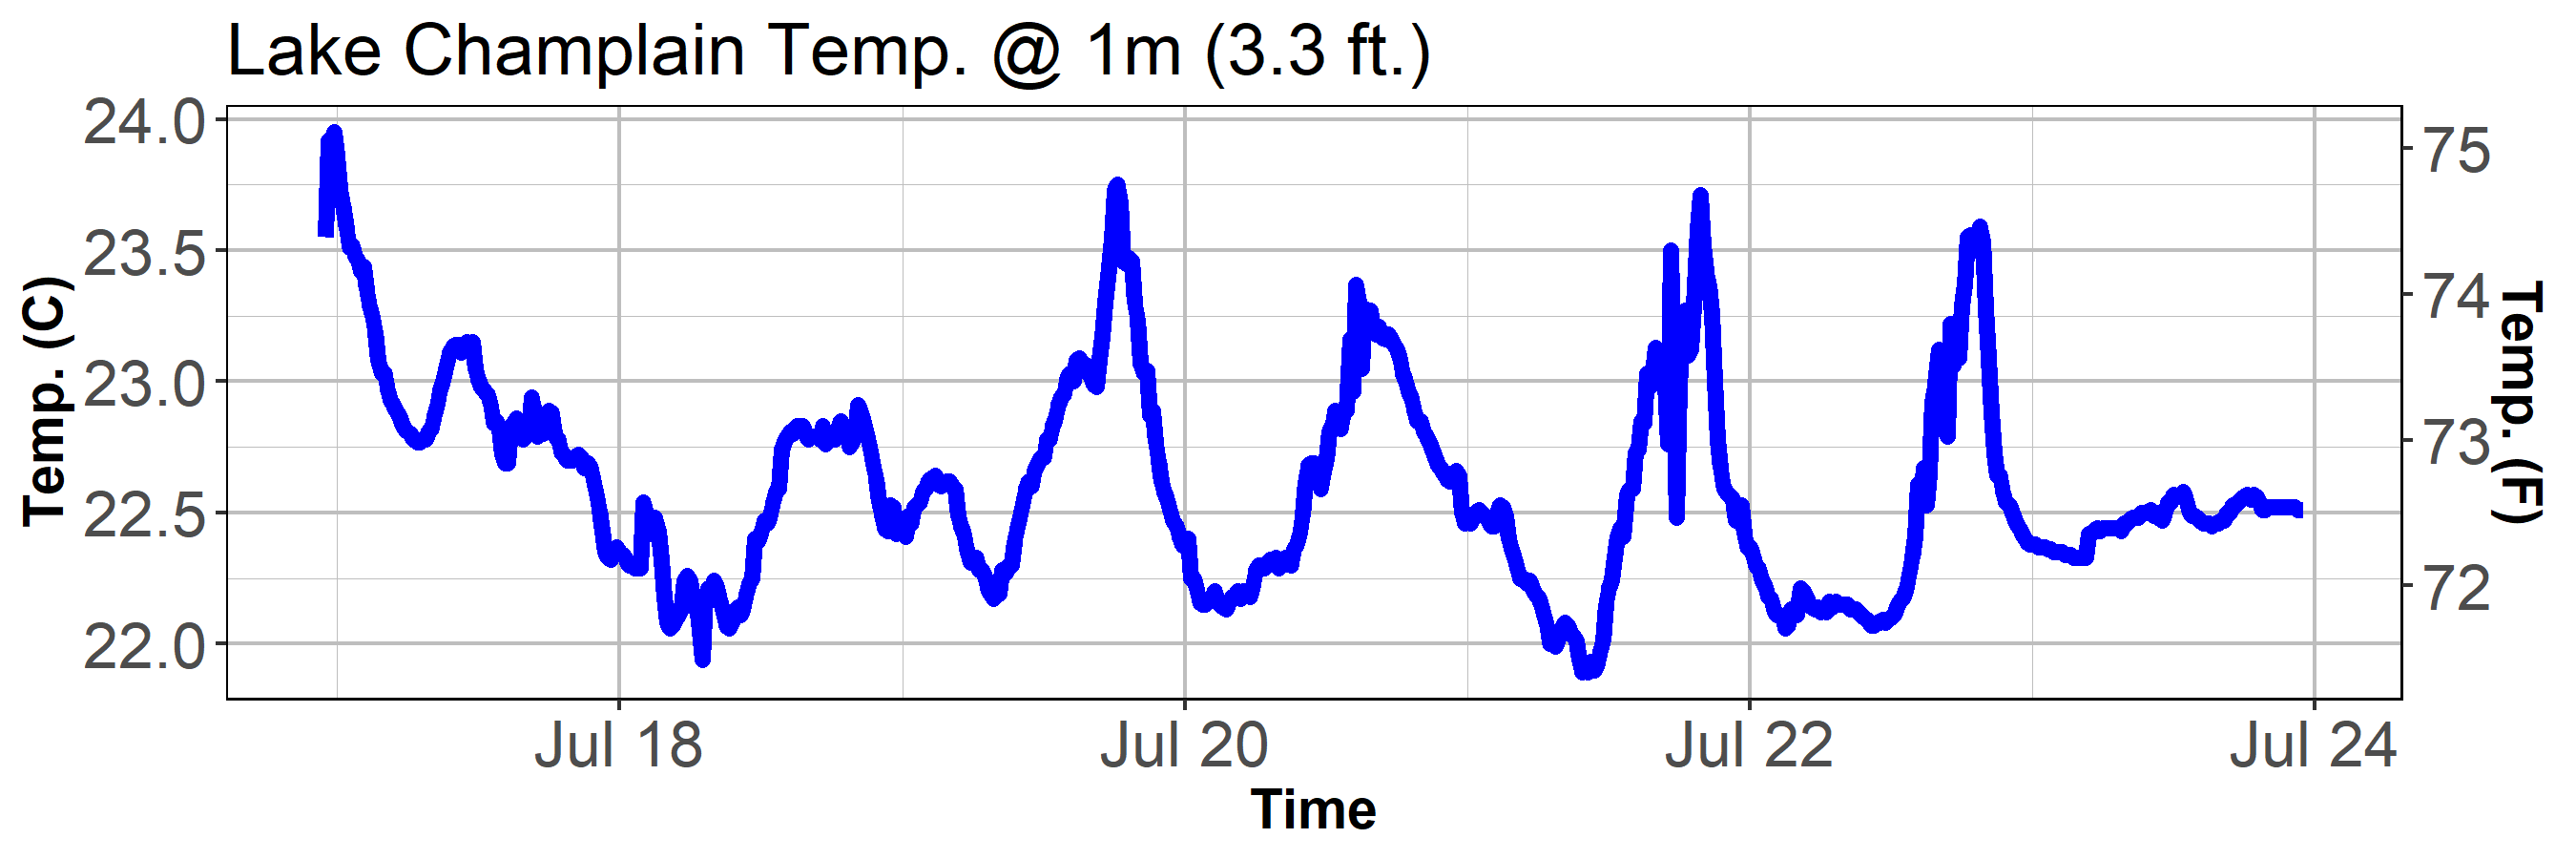 Lake Champlain Temp. @ 1m (3.3 ft.)
24.0
23.5
23.0
22.5
22.0
Temp. (C)
75
74
73
72
Temp. (F)
Jul 18 Jul 20 Jul 22 Jul 24
Time